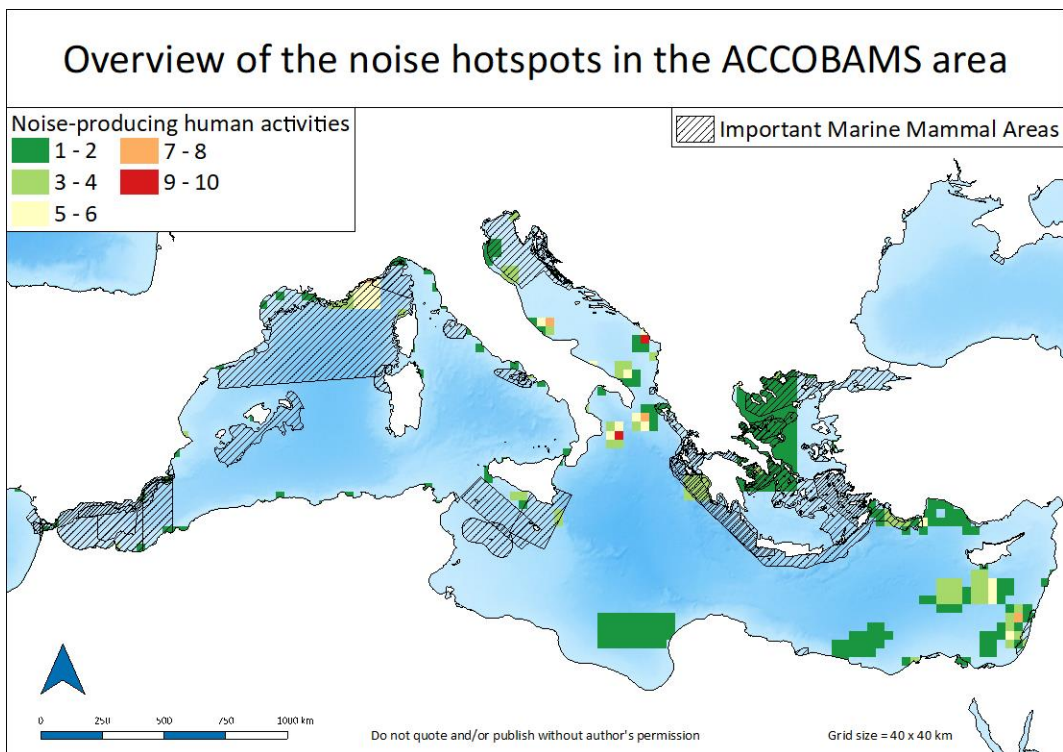 Overview of the noise hotspots in the ACCOBAMS area
Noise-producing human activities
1 - 2
7 - 8
3 - 4
9 - 10
5 - 6
Important Marine Mammal Areas
0
250
500
750
1000 km
Do not quote and/or publish without author's permission
Grid size = 40 x 40 km